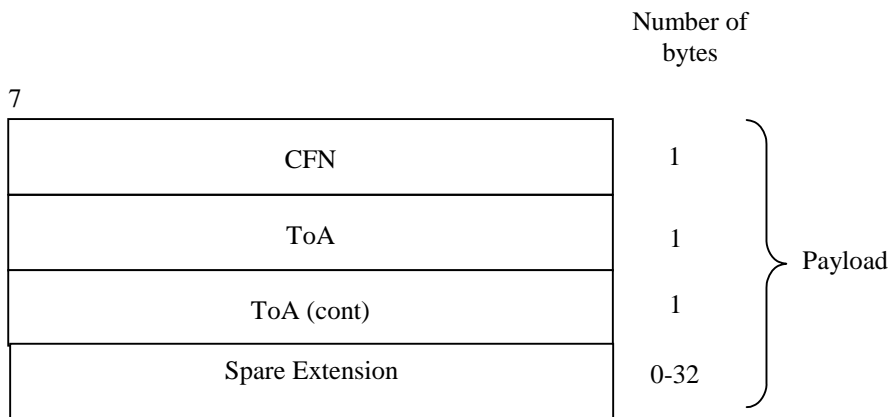 Number of
bytes
7
CFN
1
ToA
1
Payload
ToA (cont)
1
Spare Extension
0-32